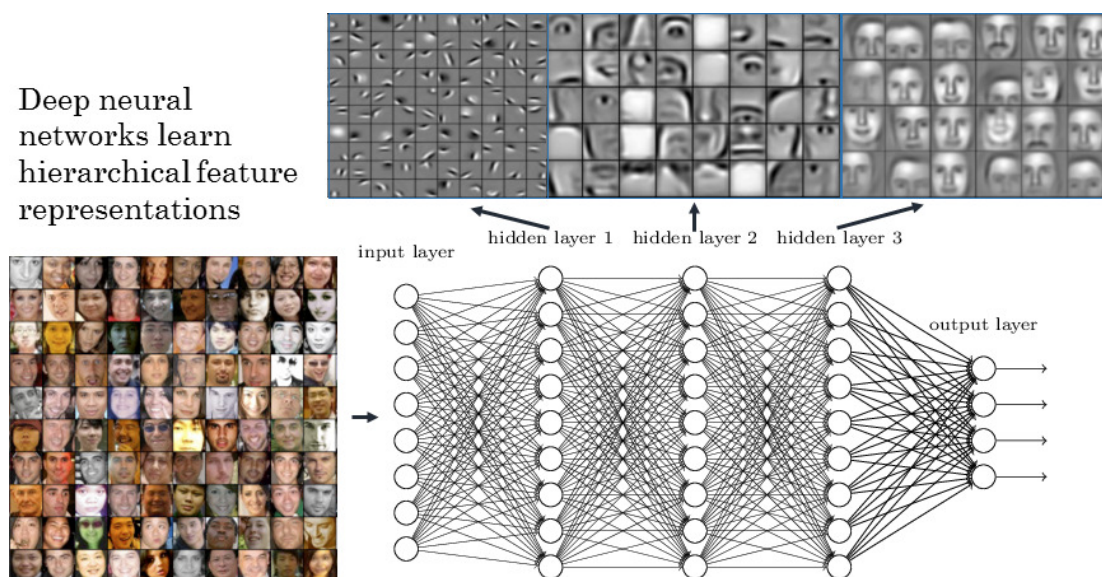 Deep neural
networks learn
hierarchical feature
representations
hidden layer 1
hidden layer 2
hidden layer 3
input layer
output layer